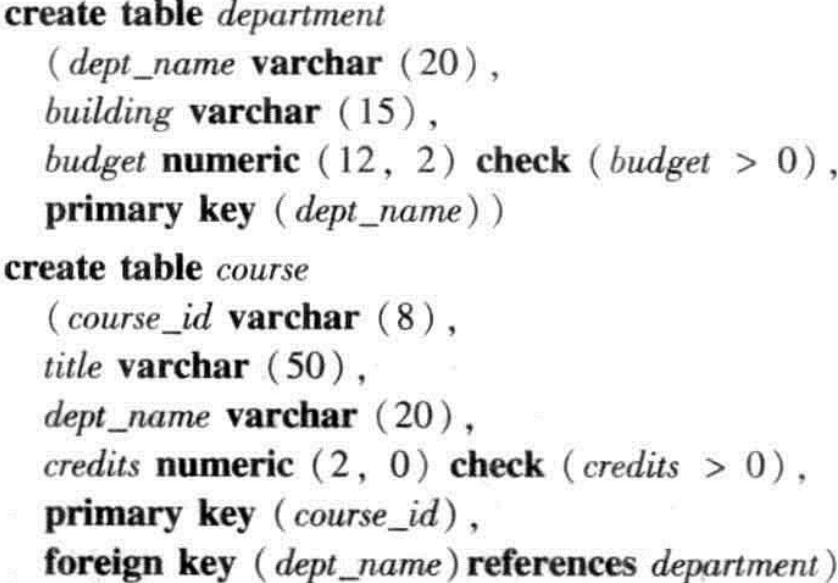 create table department
(dept_name varchar (20),
building varchar (15),
budget numeric (12, 2) check (budget > 0),
primary key (dept_name))
create table course
(course_id varchar (8),
title varchar (50),
dept_name varchar (20),
credits numeric (2, 0) check (credits > 0),
primary key (course_id),
foreign key (dept_name) references department)